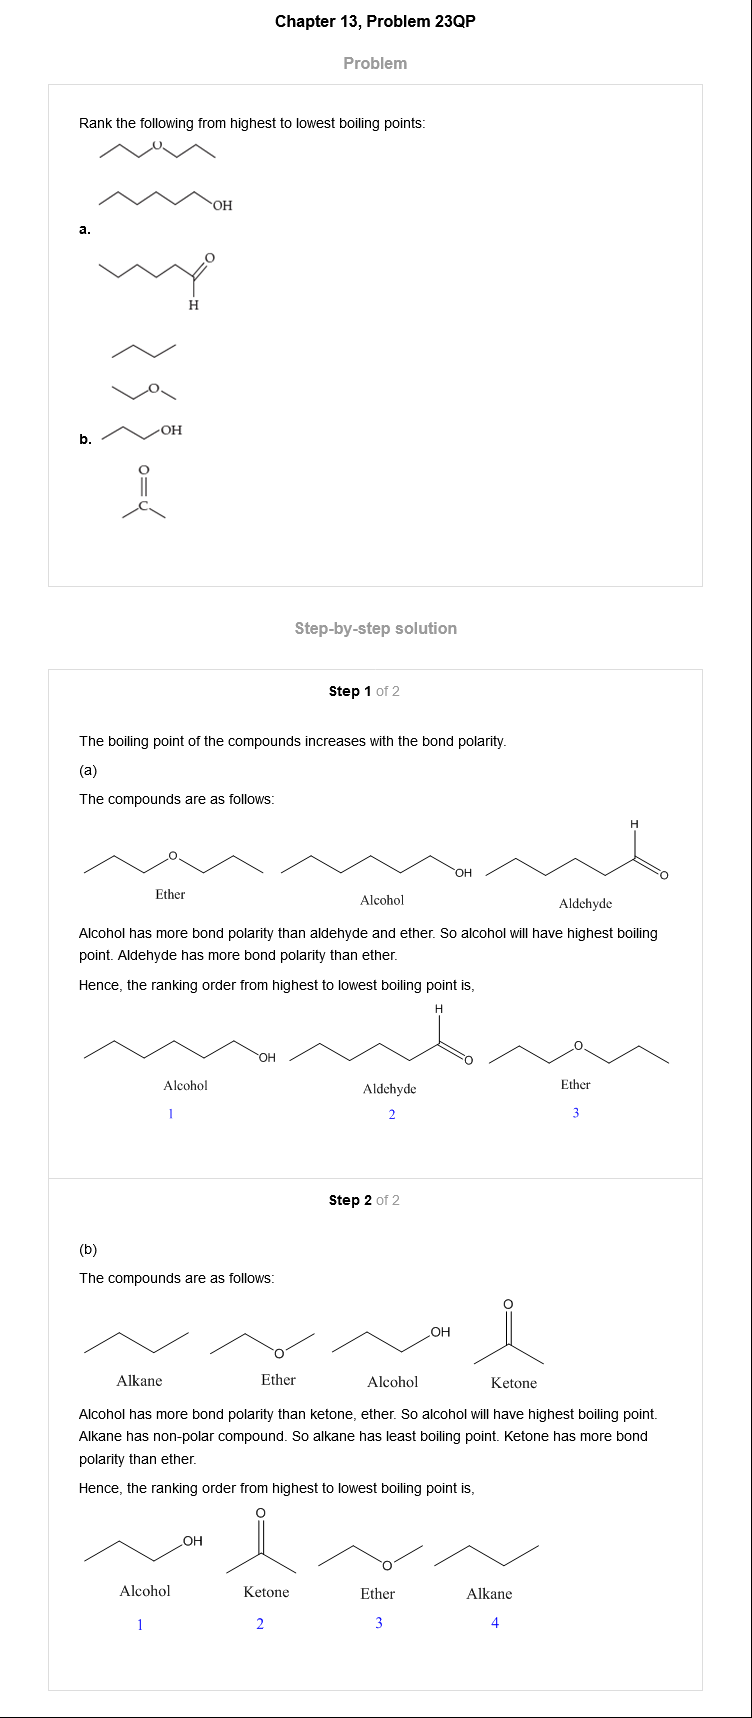 Chapter 13, Problem 23QP
Problem
Rank the following from highest to lowest boiling points:
O
OH
a.
O
H
O
OH
b.
O
C
Step-by-step solution
Step 1 of 2
The boiling point of the compounds increases with the bond polarity.
(a)
The compounds are as follows:
H
O
OH
O
Ether
Alcohol
Aldehyde
Alcohol has more bond polarity than aldehyde and ether. So alcohol will have highest boiling
point. Aldehyde has more bond polarity than ether.
Hence, the ranking order from highest to lowest boiling point is,
H
OH
O
O
Alcohol
Aldehyde
Ether
1
2
3
Step 2 of 2
(b)
The compounds are as follows:
O
OH
O
Alkane
Ether
Alcohol
Ketone
Alcohol has more bond polarity than ketone, ether. So alcohol will have highest boiling point.
Alkane has non-polar compound. So alkane has least boiling point. Ketone has more bond
polarity than ether.
Hence, the ranking order from highest to lowest boiling point is,
O
OH
O
Alcohol
Ketone
Ether
Alkane
1
2
3
4